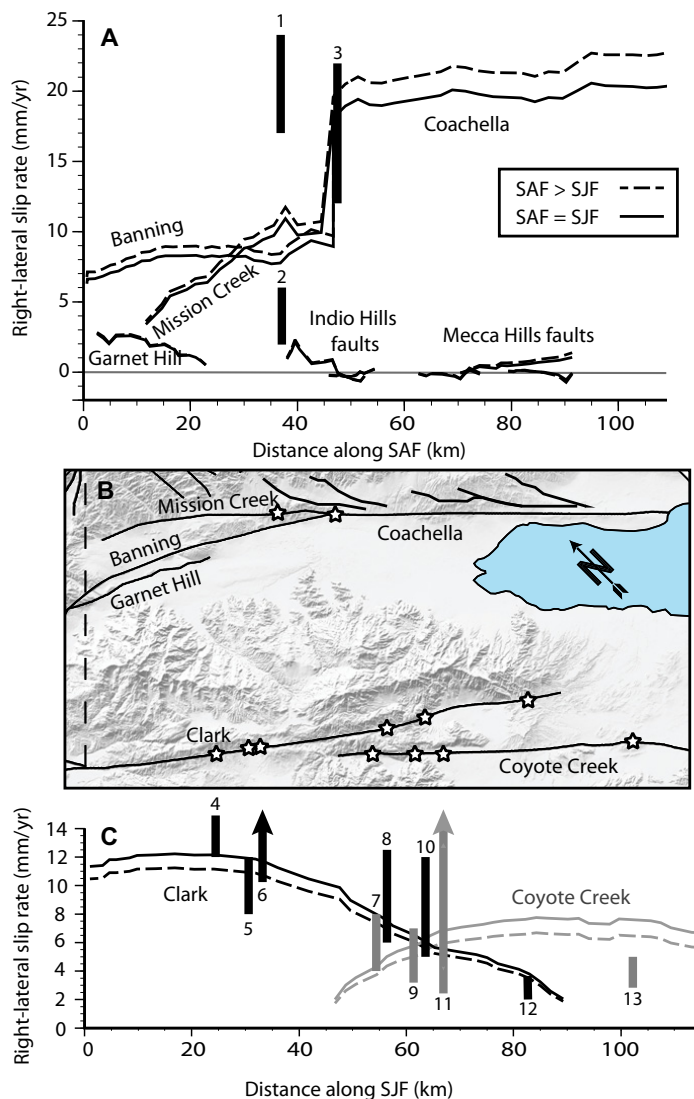 A
1
3
25
20
15
10
5
0
Right-lateral slip rate (mm/yr)
Coachella
SAF > SJF
SAF = SJF
Banning
Mission Creek
2
Garnet Hill
Indio Hills
faults
Mecca Hills faults
0 20 40 60 80 100
Distance along SAF (km)
B
Mission Creek
Banning
Garnet Hill
Coachella
N
Clark
Coyote Creek
C
14
12
10
8
6
4
2
0
Right-lateral slip rate (mm/yr)
4
5
6
7
8
9
10
11
12
13
Clark
Coyote Creek
0 20 40 60 80 100
Distance along SJF (km)